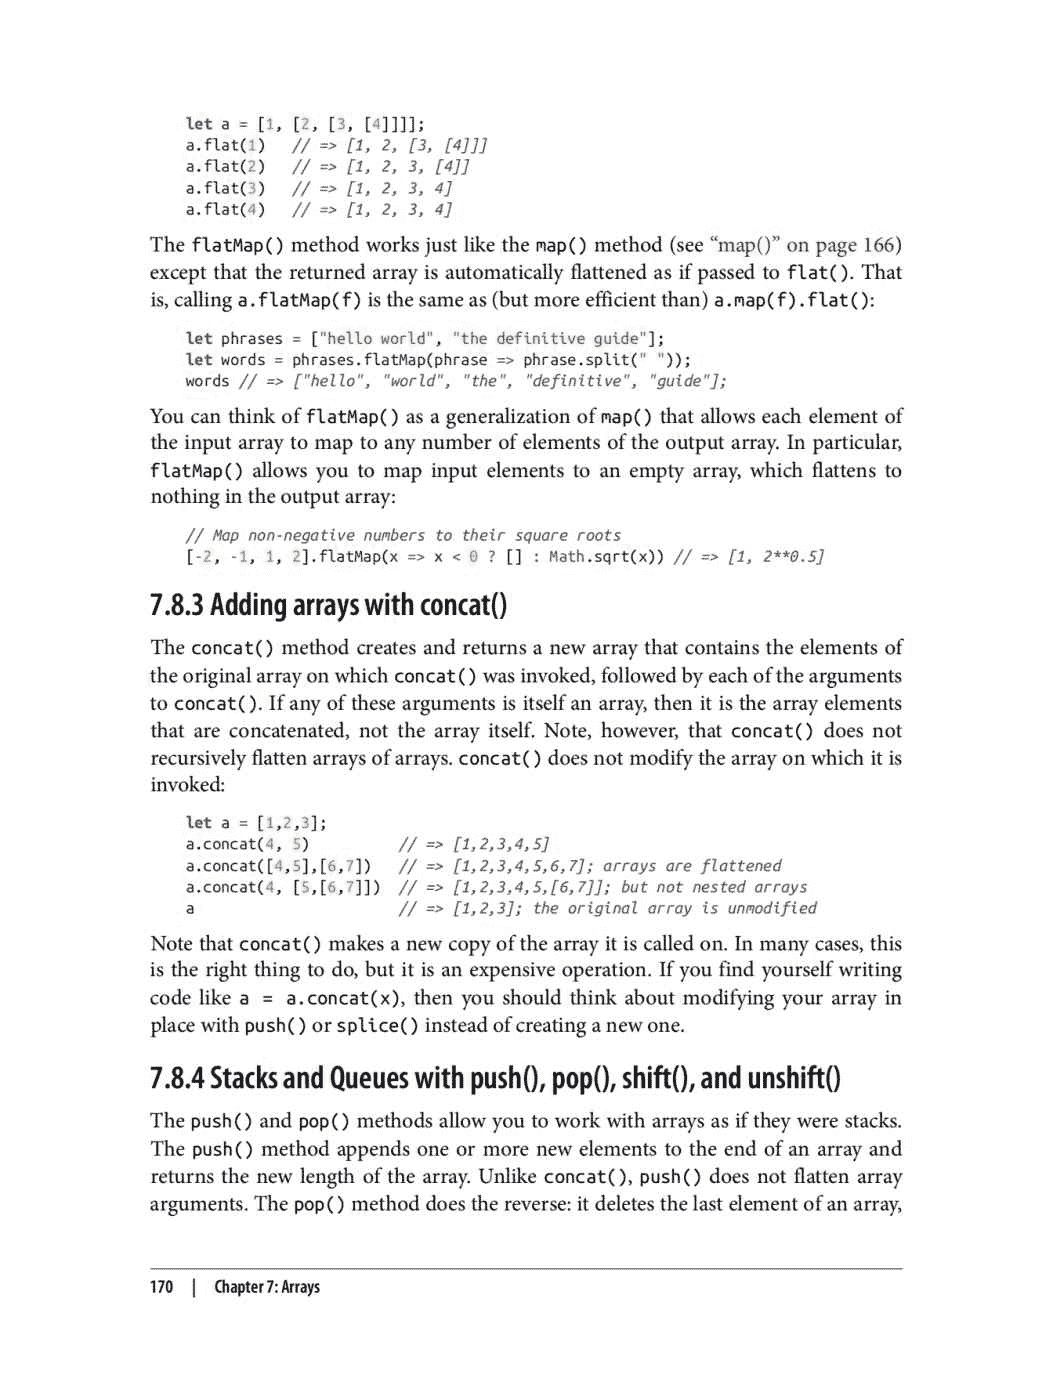 let a = [1, [2, [3, [4]]]];
a.flat(1)   // => [1, 2, [3, [4]]]
a.flat(2)   // => [1, 2, 3, [4]]
a.flat(3)   // => [1, 2, 3, 4]
a.flat(4)   // => [1, 2, 3, 4]
The flatMap() method works just like the map() method (see “map()” on page 166)
except that the returned array is automatically flattened as if passed to flat(). That
is, calling a.flatMap(f) is the same as (but more efficient than) a.map(f).flat():
let phrases = ["hello world", "the definitive guide"];
let words = phrases.flatMap(phrase => phrase.split(" "));
words // => ["hello", "world", "the", "definitive", "guide"];
You can think of flatMap() as a generalization of map() that allows each element of
the input array to map to any number of elements of the output array. In particular,
flatMap() allows you to map input elements to an empty array, which flattens to
nothing in the output array:
// Map non-negative numbers to their square roots
[-2, -1, 1, 2].flatMap(x => x < 0 ? [] : Math.sqrt(x)) // => [1, 2**0.5]
7.8.3 Adding arrays with concat()
The concat() method creates and returns a new array that contains the elements of
the original array on which concat() was invoked, followed by each of the arguments
to concat(). If any of these arguments is itself an array, then it is the array elements
that are concatenated, not the array itself. Note, however, that concat() does not
recursively flatten arrays of arrays. concat() does not modify the array on which it is
invoked:
let a = [1,2,3];
a.concat(4, 5)          // => [1,2,3,4,5]
a.concat([4,5],[6,7])   // => [1,2,3,4,5,6,7]; arrays are flattened
a.concat(4, [5,[6,7]])  // => [1,2,3,4,5,[6,7]]; but not nested arrays
a                       // => [1,2,3]; the original array is unmodified
Note that concat() makes a new copy of the array it is called on. In many cases, this
is the right thing to do, but it is an expensive operation. If you find yourself writing
code like a = a.concat(x), then you should think about modifying your array in
place with push() or splice() instead of creating a new one.
7.8.4 Stacks and Queues with push(), pop(), shift(), and unshift()
The push() and pop() methods allow you to work with arrays as if they were stacks.
The push() method appends one or more new elements to the end of an array and
returns the new length of the array. Unlike concat(), push() does not flatten array
arguments. The pop() method does the reverse: it deletes the last element of an array,
170 | Chapter 7: Arrays